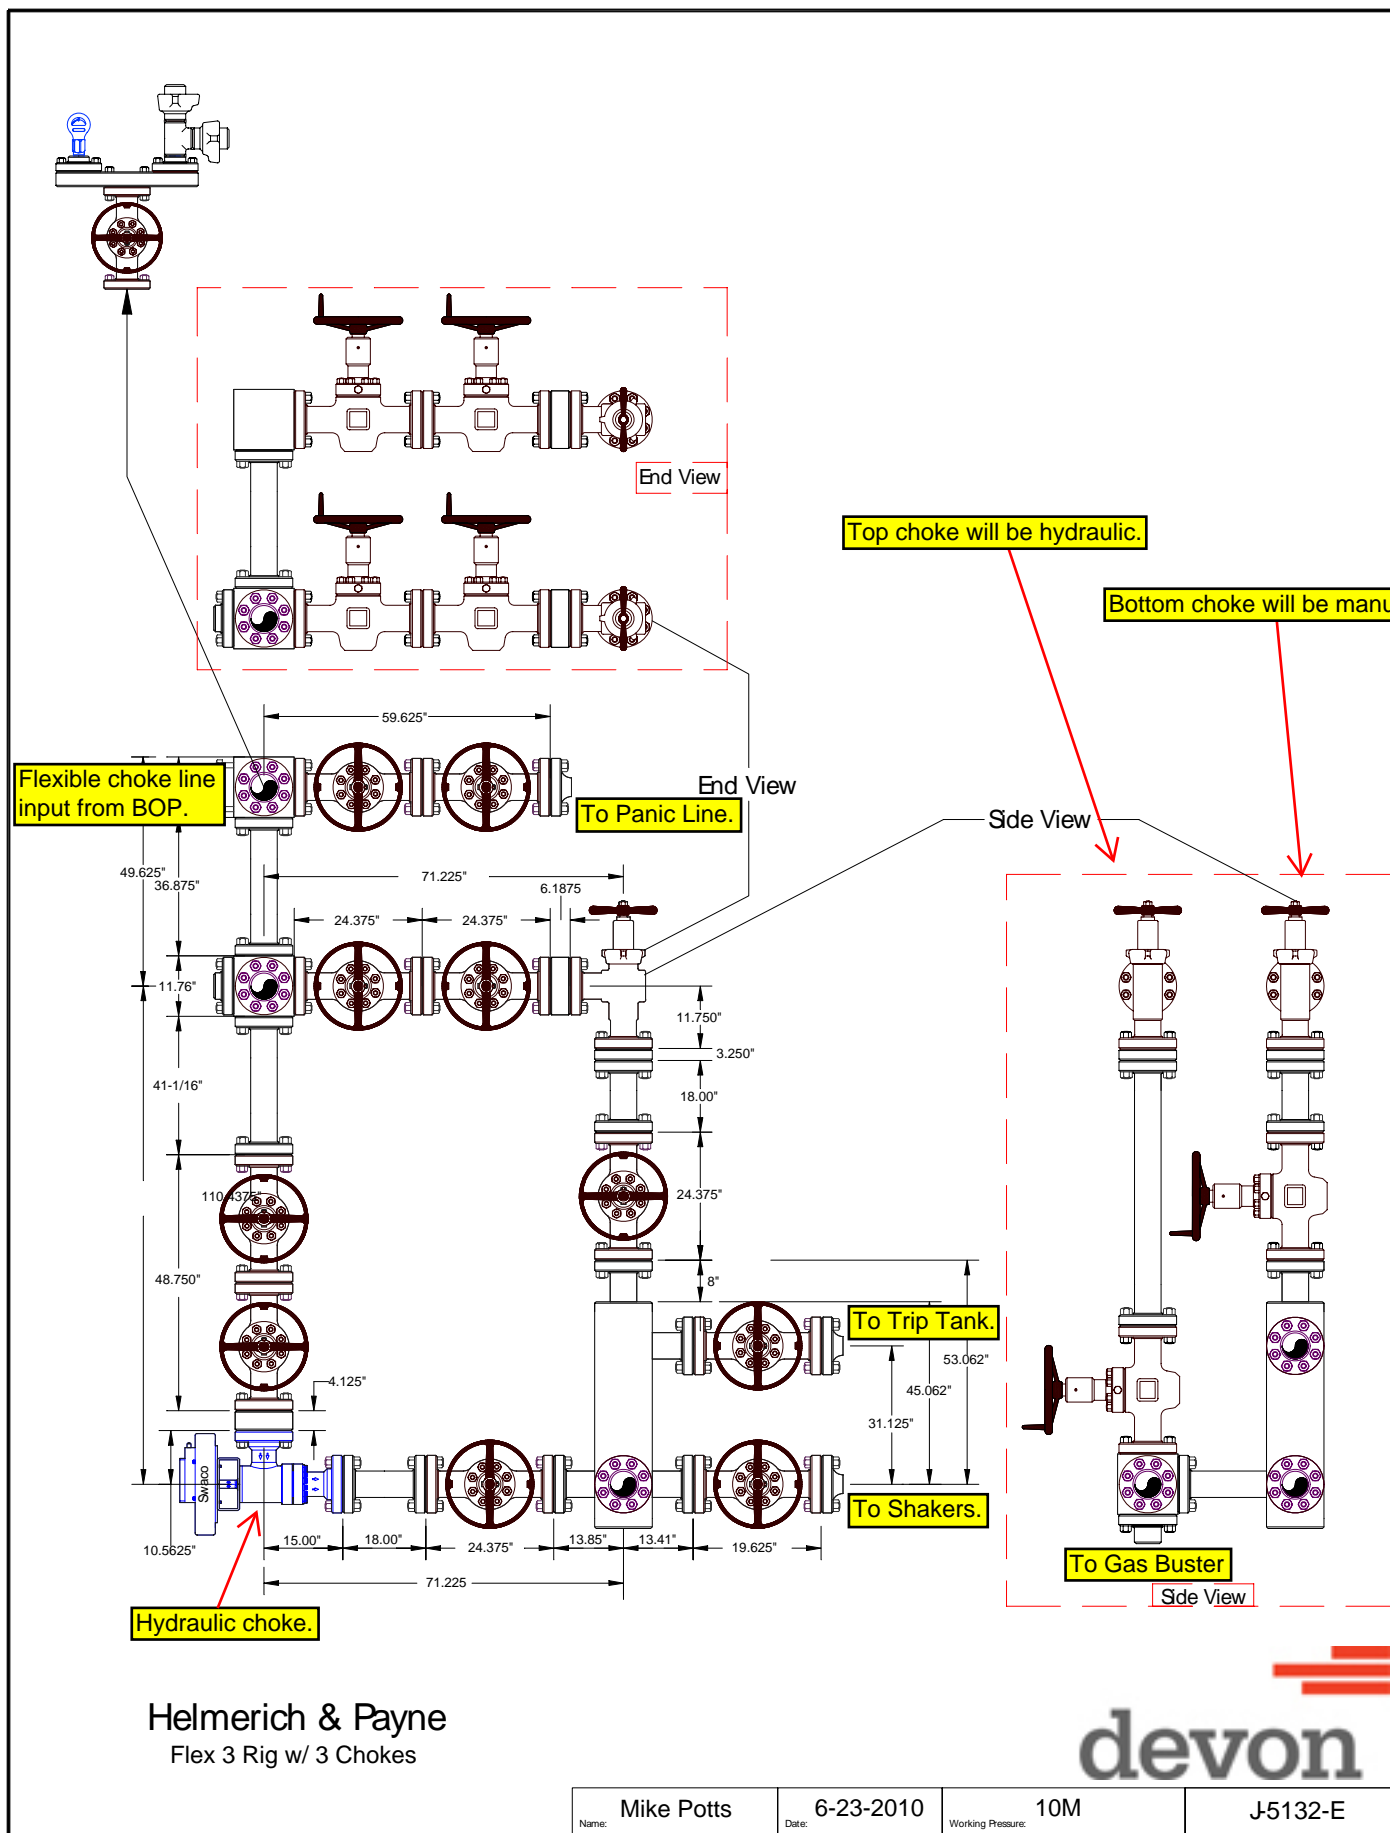 End View
Top choke will be hydraulic.
Bottom choke will be manu
59.625"
Flexible choke line
input from BOP.
End View
To Panic Line.
Side View
49.625"
36.875"
71.225"
6.1875
24.375"
24.375"
11.76"
11.750"
3.250"
41-1/16"
18.00"
110.4375"
24.375"
48.750"
8"
To Trip Tank.
53.062"
45.062"
4.125"
31.125"
Swaco
To Shakers.
10.5625"
15.00"
18.00"
24.375"
13.85"
13.41"
19.625"
To Gas Buster
71.225
Side View
Hydraulic choke.
Helmerich & Payne
Flex 3 Rig w/ 3 Chokes
devon
Name: Mike Potts
Date: 6-23-2010
Working Pressure: 10M
J-5132-E